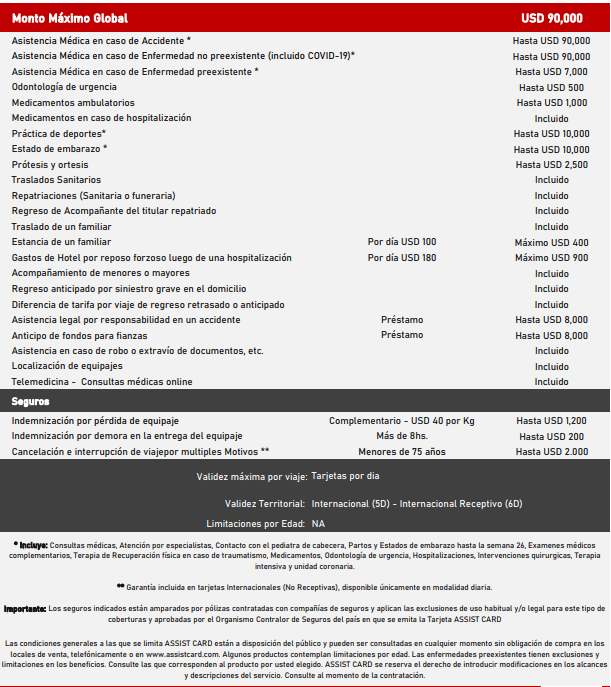 Monto Máximo Global USD 90,000
Asistencia Médica en caso de Accidente * Hasta USD 90,000
Asistencia Médica en caso de Enfermedad no preexistente (incluido COVID-19)* Hasta USD 90,000
Asistencia Médica en caso de Enfermedad preexistente * Hasta USD 7,000
Odontología de urgencia Hasta USD 500
Medicamentos ambulatorios Hasta USD 1,000
Medicamentos en caso de hospitalización Incluido
Práctica de deportes* Hasta USD 10,000
Estado de embarazo * Hasta USD 10,000
Prótesis y ortesis Hasta USD 2,500
Traslados Sanitarios Incluido
Repatriaciones (Sanitaria o funeraria) Incluido
Regreso de Acompañante del titular repatriado Incluido
Traslado de un familiar Incluido
Estancia de un familiar Por día USD 100 Máximo USD 400
Gastos de Hotel por reposo forzoso luego de una hospitalización Por día USD 180 Máximo USD 900
Acompañamiento de menores o mayores Incluido
Regreso anticipado por siniestro grave en el domicilio Incluido
Diferencia de tarifa por viaje de regreso retrasado o anticipado Incluido
Asistencia legal por responsabilidad en un accidente Préstamo Hasta USD 8,000
Anticipo de fondos para fianzas Préstamo Hasta USD 8,000
Asistencia en caso de robo o extravío de documentos, etc. Incluido
Localización de equipajes Incluido
Telemedicina - Consultas médicas online Incluido
Seguros
Indemnización por pérdida de equipaje Complementario - USD 40 por Kg Hasta USD 1,200
Indemnización por demora en la entrega del equipaje Más de 8hs. Hasta USD 200
Cancelación e interrupción de viajepor multiples Motivos ** Menores de 75 años Hasta USD 2.000
Validez máxima por viaje: Tarjetas por dia
Validez Territorial: Internacional (5D) - Internacional Receptivo (6D)
Limitaciones por Edad: NA
* Incluye: Consultas médicas, Atención por especialistas, Contacto con el pediatra de cabecera, Partos y Estados de embarazo hasta la semana 26, Examenes médicos
complementarios, Terapia de Recuperación física en caso de traumatismo, Medicamentos, Odontología de urgencia, Hospitalizaciones, Intervenciones quirurgicas, Terapia
intensiva y unidad coronaria.
** Garantía incluida en tarjetas Internacionales (No Receptivas), disponible únicamente en modalidad diaria.
Importante: Los seguros indicados están amparados por pólizas contratadas con compañías de seguros y aplican las exclusiones de uso habitual y/o legal para este tipo de
coberturas y aprobadas por el Organismo Contralor de Seguros del país en que se emita la Tarjeta ASSIST CARD
Las condiciones generales a las que se limita ASSIST CARD están a disposición del público y pueden ser consultadas en cualquier momento sin obligación de compra en los
locales de venta, telefónicamente o en www.assistcard.com. Algunos productos contemplan limitaciones por edad. Las enfermedades preexistentes tienen exclusiones y
limitaciones en los beneficios. Consulte las que corresponden al producto por usted elegido. ASSIST CARD se reserva el derecho de introducir modificaciones en los alcances
y descripciones del servicio. Consulte al momento de la contratación.